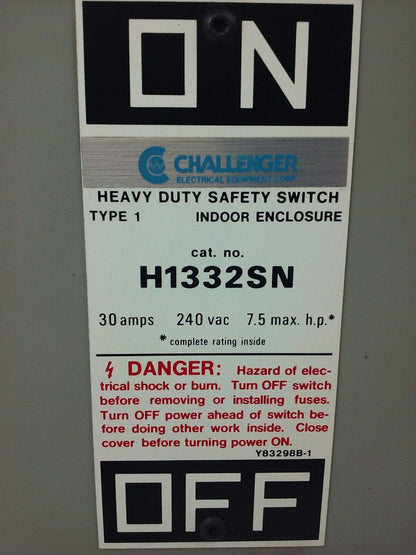 ON
CHALLENGER
ELECTRICAL EQUIPMENT CORP.
HEAVY DUTY SAFETY SWITCH
TYPE 1 INDOOR ENCLOSURE
cat. no.
H1332SN
30 amps 240 vac 7.5 max. h.p.*
* complete rating inside
DANGER: Hazard of elec-
trical shock or burn. Turn OFF switch
before removing or installing fuses.
Turn OFF power ahead of switch be-
fore doing other work inside. Close
cover before turning power ON.
Y83298B-1
OFF